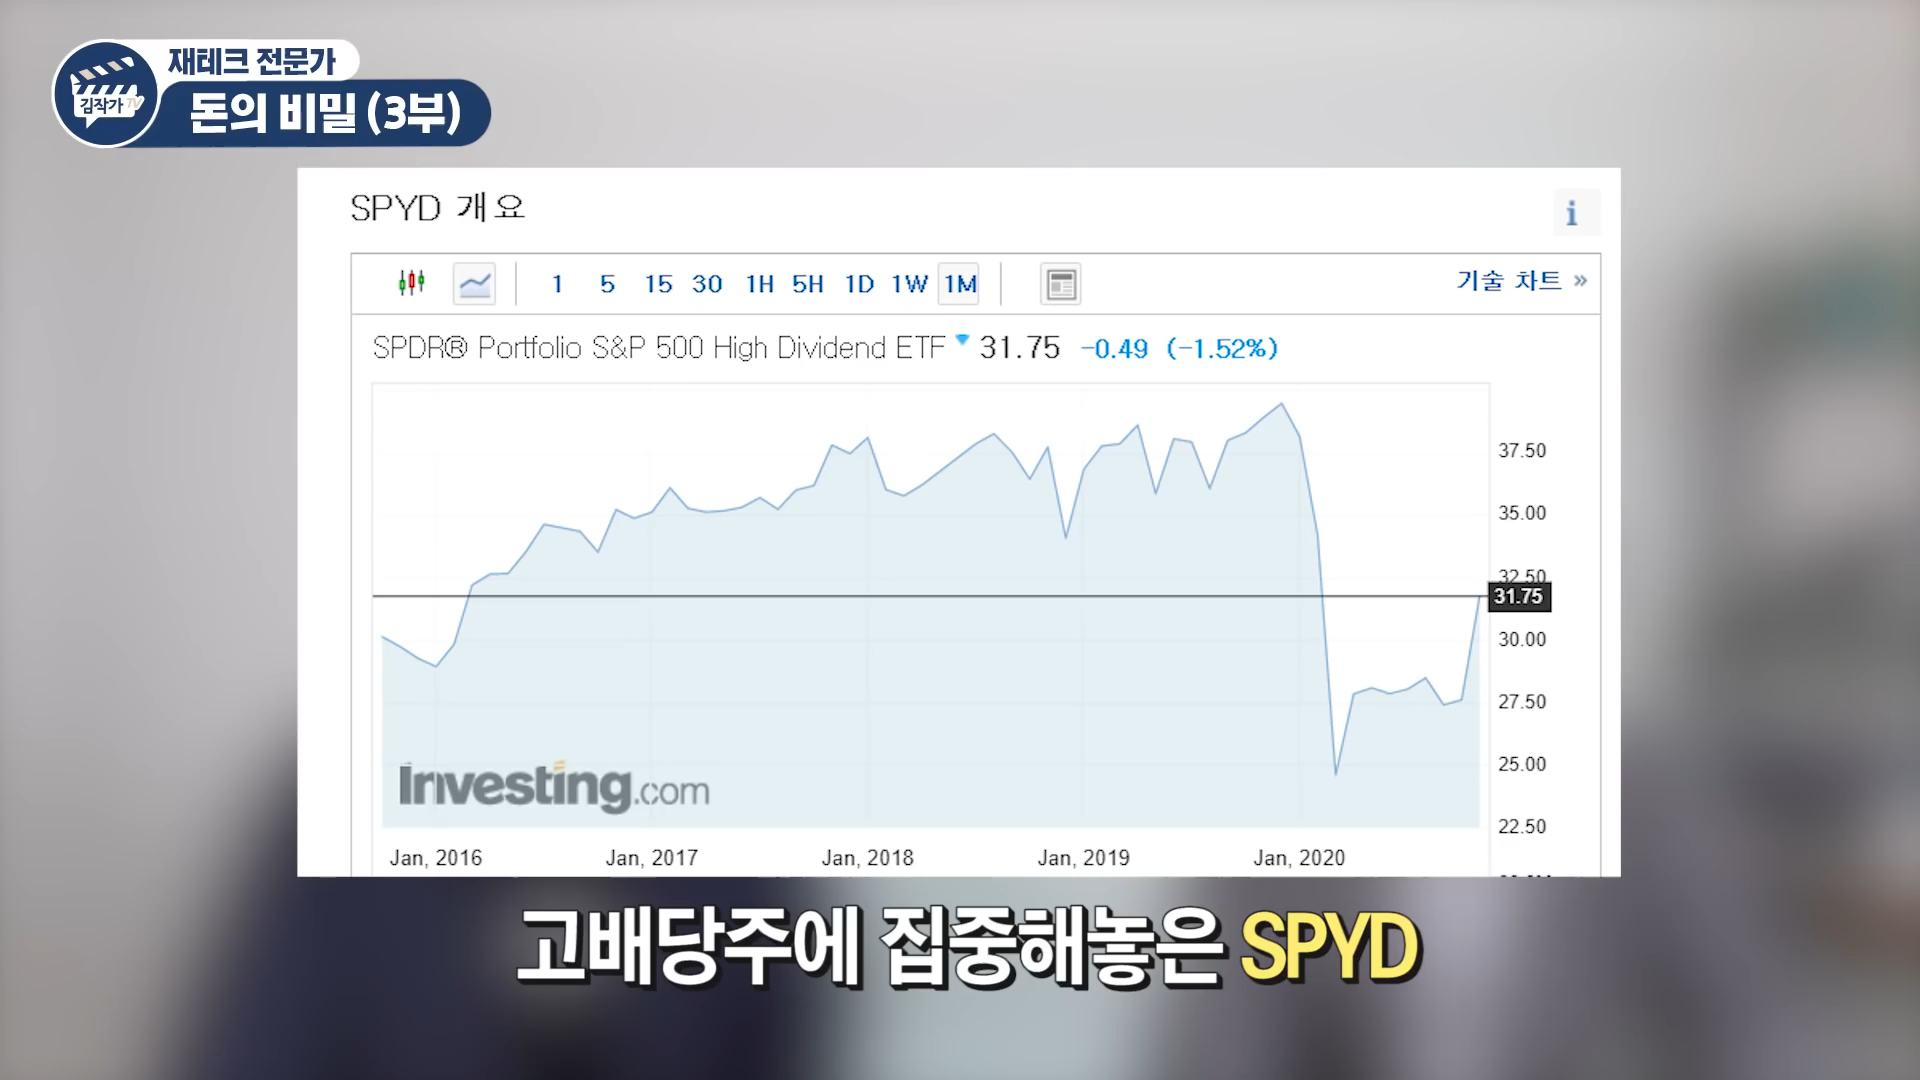 재테크 전문가
김작가 TV
돈의 비밀 (3부)
SPYD 개요
i
1 5 15 30 1H 5H 1D 1W 1M
기술 차트 »
SPDR® Portfolio S&P 500 High Dividend ETF 31.75 -0.49 (-1.52%)
37.50
35.00
32.50
31.75
30.00
27.50
25.00
22.50
Investing.com
Jan, 2016 Jan, 2017 Jan, 2018 Jan, 2019 Jan, 2020
고배당주에 집중해놓은 SPYD